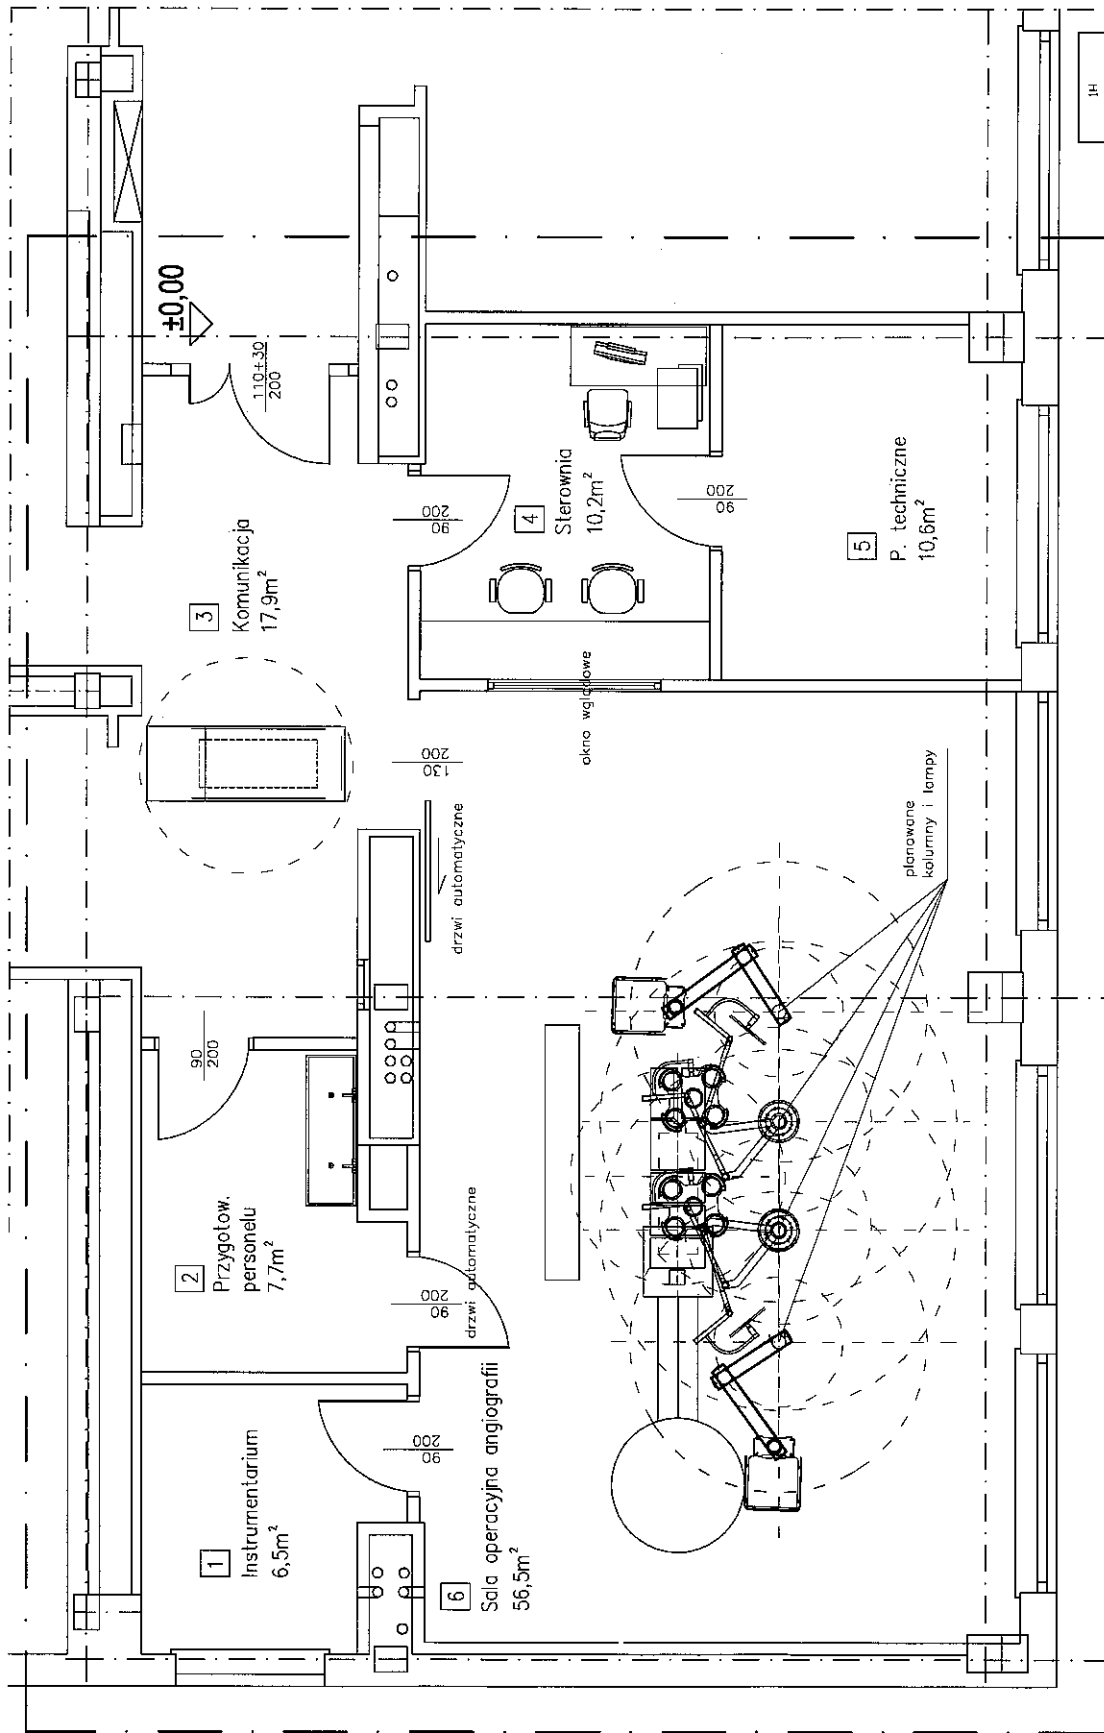 ±0,00
110+30
200
3
Komunikacja
17,9m²
90
200
4
Sterownia
10,2m²
90
200
5
P. techniczne
10,6m²
okno wglądowe
130
200
drzwi automatyczne
planowane
kolumny i lampy
90
200
2
Przygotow.
personelu
7,7m²
90
200
drzwi automatyczne
1
Instrumentarium
6,5m²
90
200
6
Sala operacyjna angiografii
56,5m²
1H